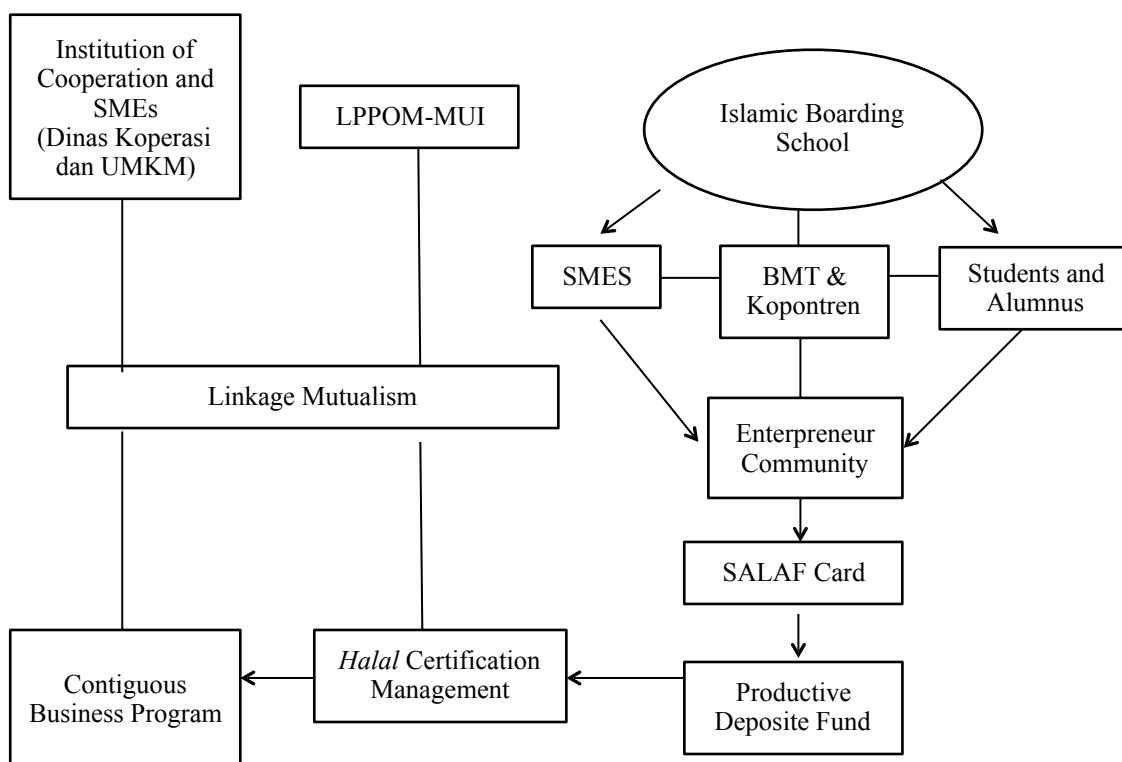 Institution of
Cooperation and
SMEs
(Dinas Koperasi
dan UMKM)
LPPOM-MUI
Islamic Boarding
School
SMES
BMT &
Kopontren
Students and
Alumnus
Linkage Mutualism
Enterpreneur
Community
SALAF Card
Contiguous
Business Program
Halal Certification
Management
Productive
Deposite Fund